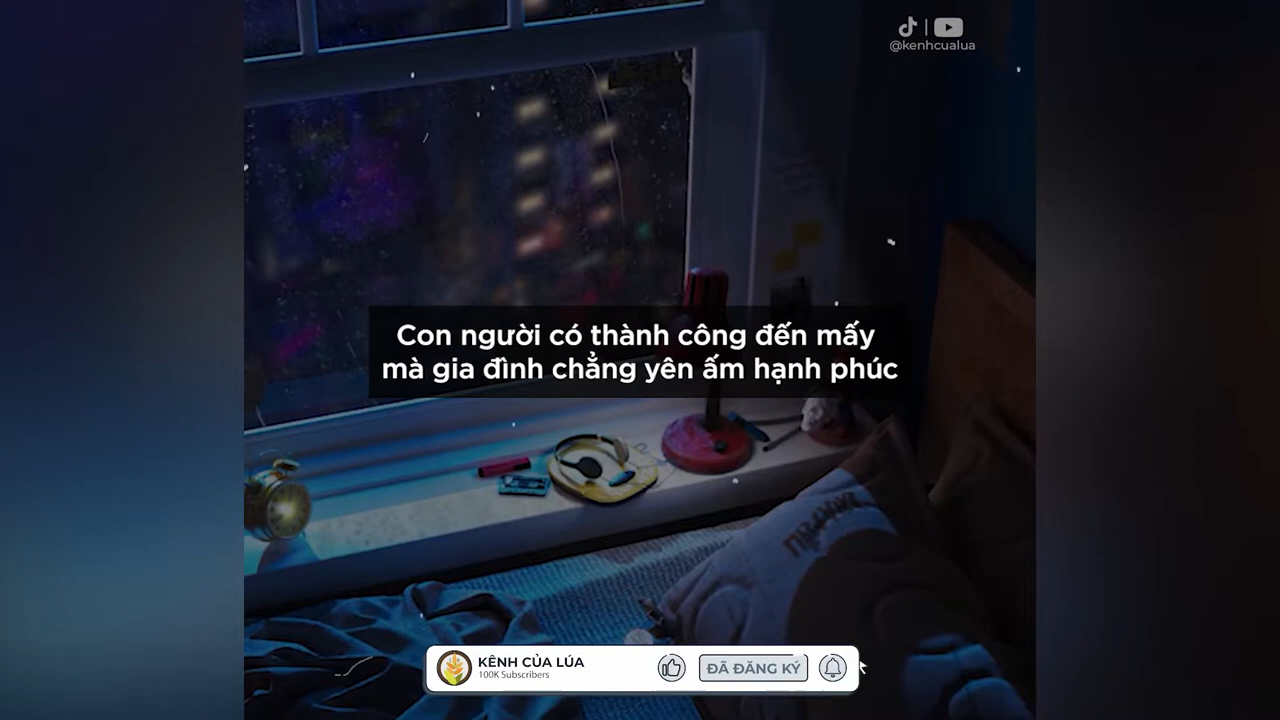 @kenhcualua
Con người có thành công đến mấy
mà gia đình chẳng yên ấm hạnh phúc
KÊNH CỦA LÚA
100K Subscribers
ĐÃ ĐĂNG KÝ